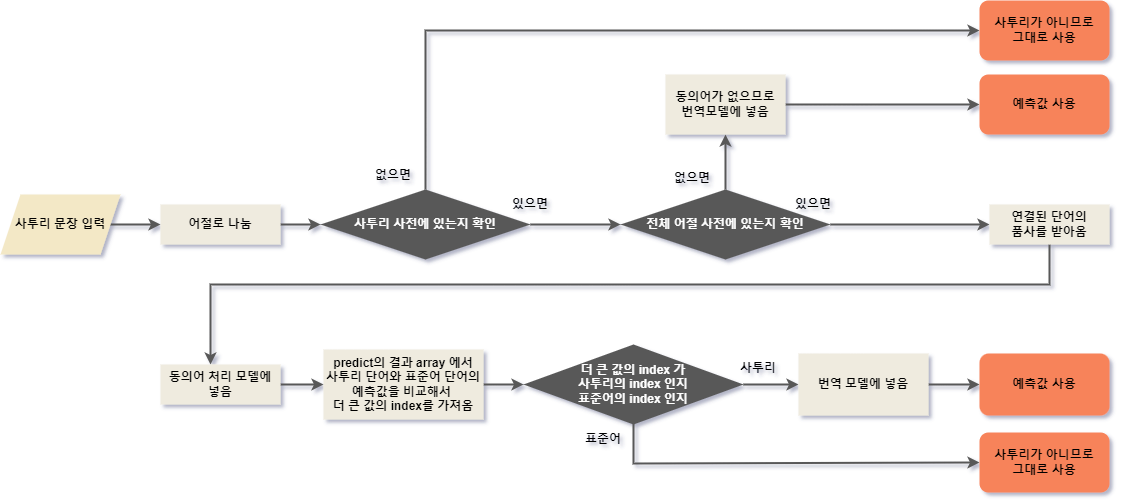 사투리가 아니므로
그대로 사용
동의어가 없으므로
번역모델에 넣음
예측값 사용
없으면
없으면
사투리 문장 입력
어절로 나눔
사투리 사전에 있는지 확인
있으면
전체 어절 사전에 있는지 확인
있으면
연결된 단어의
품사를 받아옴
동의어 처리 모델에
넣음
predict의 결과 array 에서
사투리 단어와 표준어 단어의
예측값을 비교해서
더 큰 값의 index를 가져옴
더 큰 값의 index 가
사투리의 index 인지
표준어의 index 인지
사투리
번역 모델에 넣음
예측값 사용
표준어
사투리가 아니므로
그대로 사용